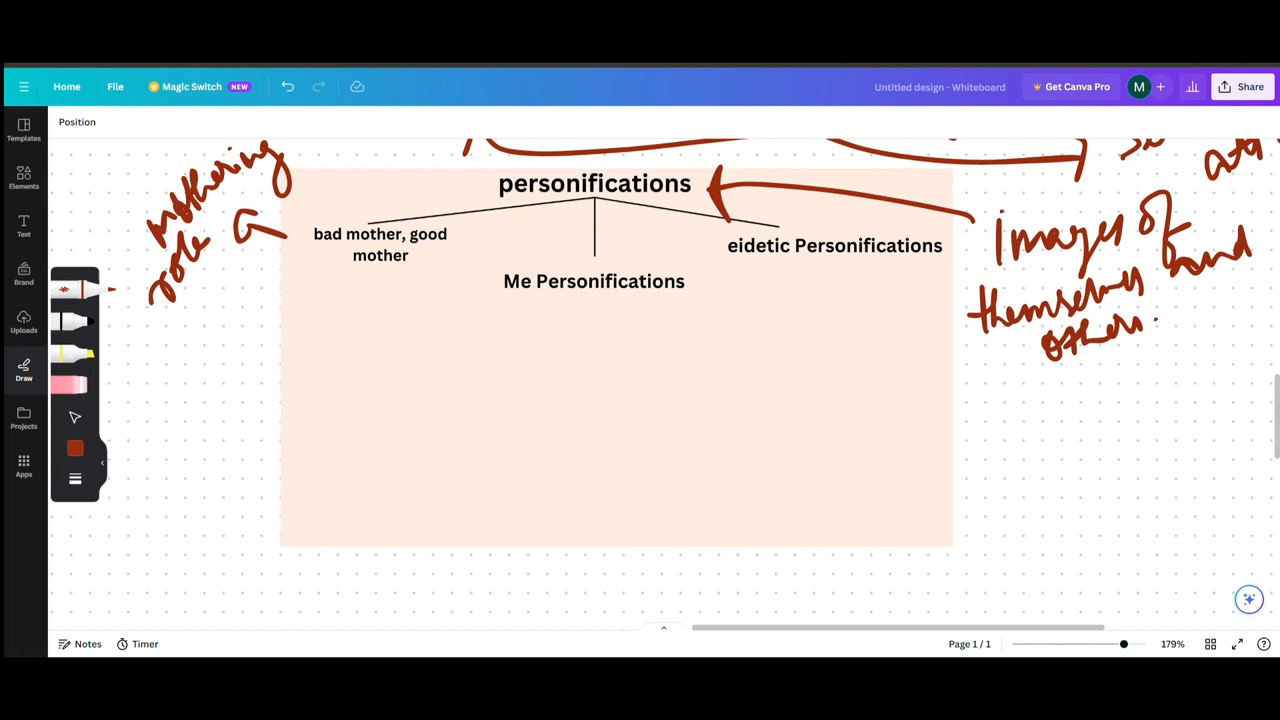 Home File Magic Switch NEW Untitled design - Whiteboard Get Canva Pro M + Share
Position
Templates
Elements
Text
Brand
Uploads
Draw
Projects
Apps
mothering
role
personifications
bad mother, good
mother
Me Personifications
eidetic Personifications
images of
themselves and
others.
Notes Timer Page 1 / 1 179%